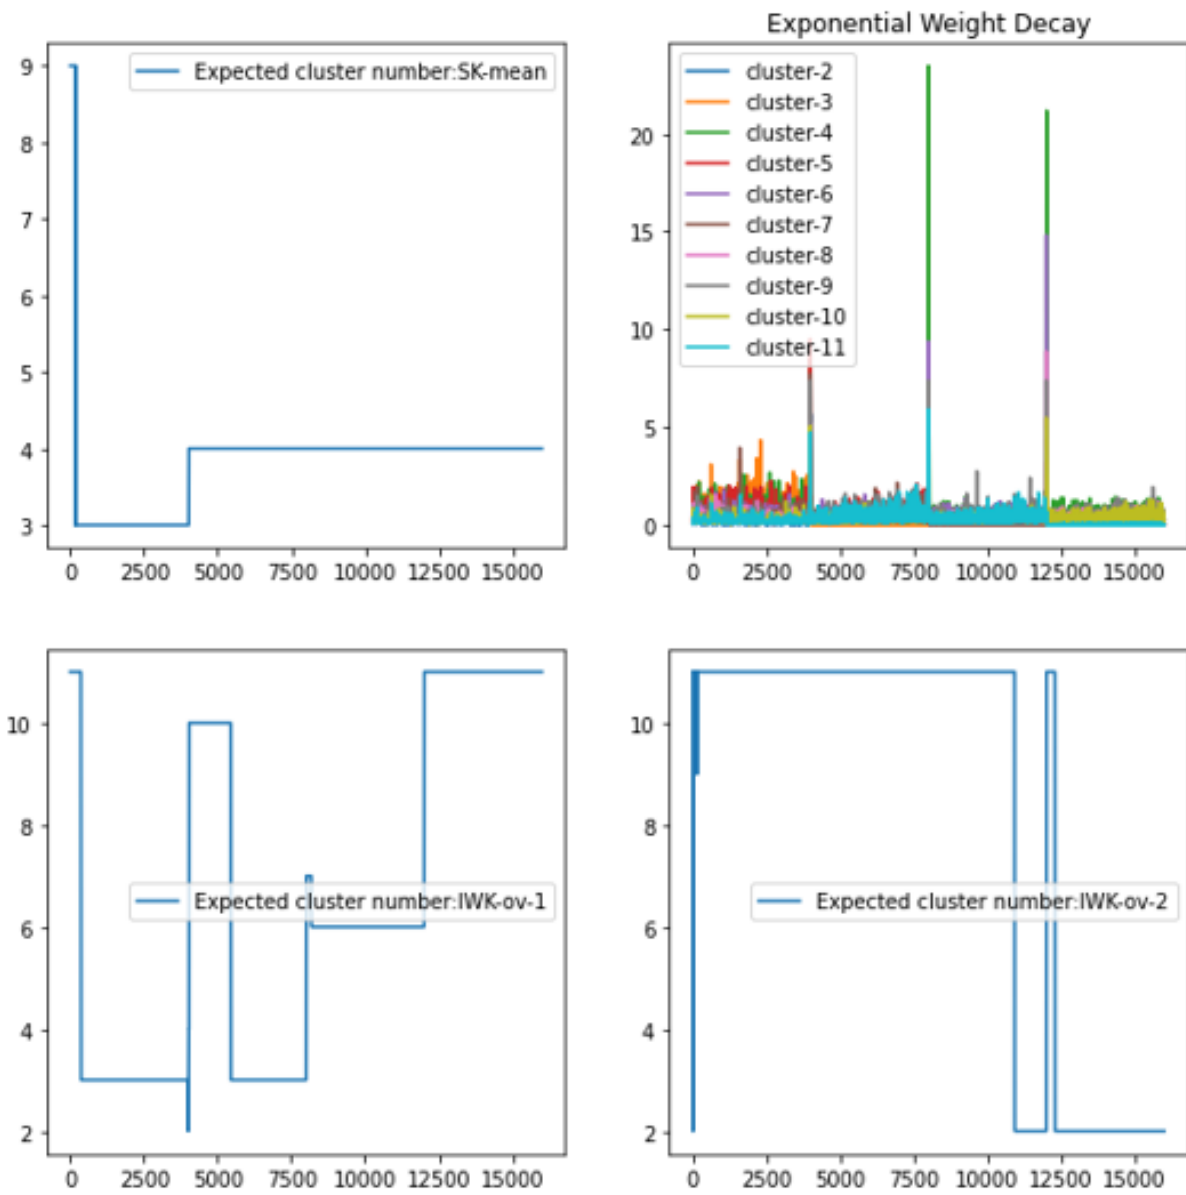 Exponential Weight Decay
9
8
7
6
5
4
3
Expected cluster number:SK-mean
0 2500 5000 7500 10000 12500 15000
20
15
10
5
0
cluster-2
cluster-3
cluster-4
cluster-5
cluster-6
cluster-7
cluster-8
cluster-9
cluster-10
cluster-11
0 2500 5000 7500 10000 12500 15000
10
8
6
4
2
Expected cluster number:IWK-ov-1
0 2500 5000 7500 10000 12500 15000
10
8
6
4
2
Expected cluster number:IWK-ov-2
0 2500 5000 7500 10000 12500 15000